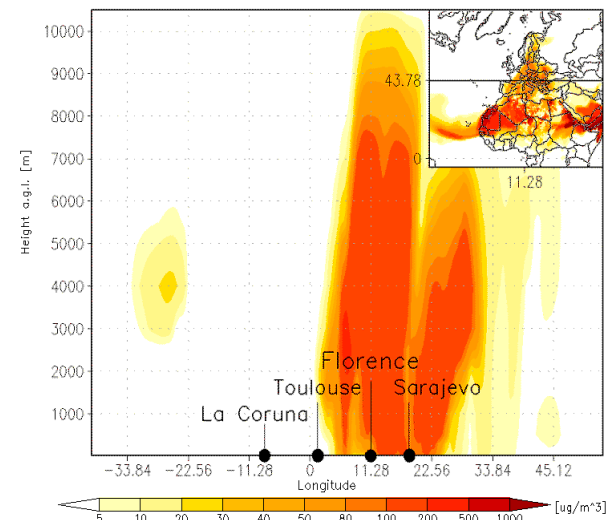 10000
9000
8000
7000
6000
5000
4000
3000
2000
1000
Height a.g.l. [m]
43.78
0
11.28
Florence
Toulouse
Sarajevo
La Coruna
−33.84 −22.56 −11.28 0 11.28 22.56 33.84 45.12
Longitude
5 10 20 30 40 50 80 100 200 500 1000 [ug/m^3]